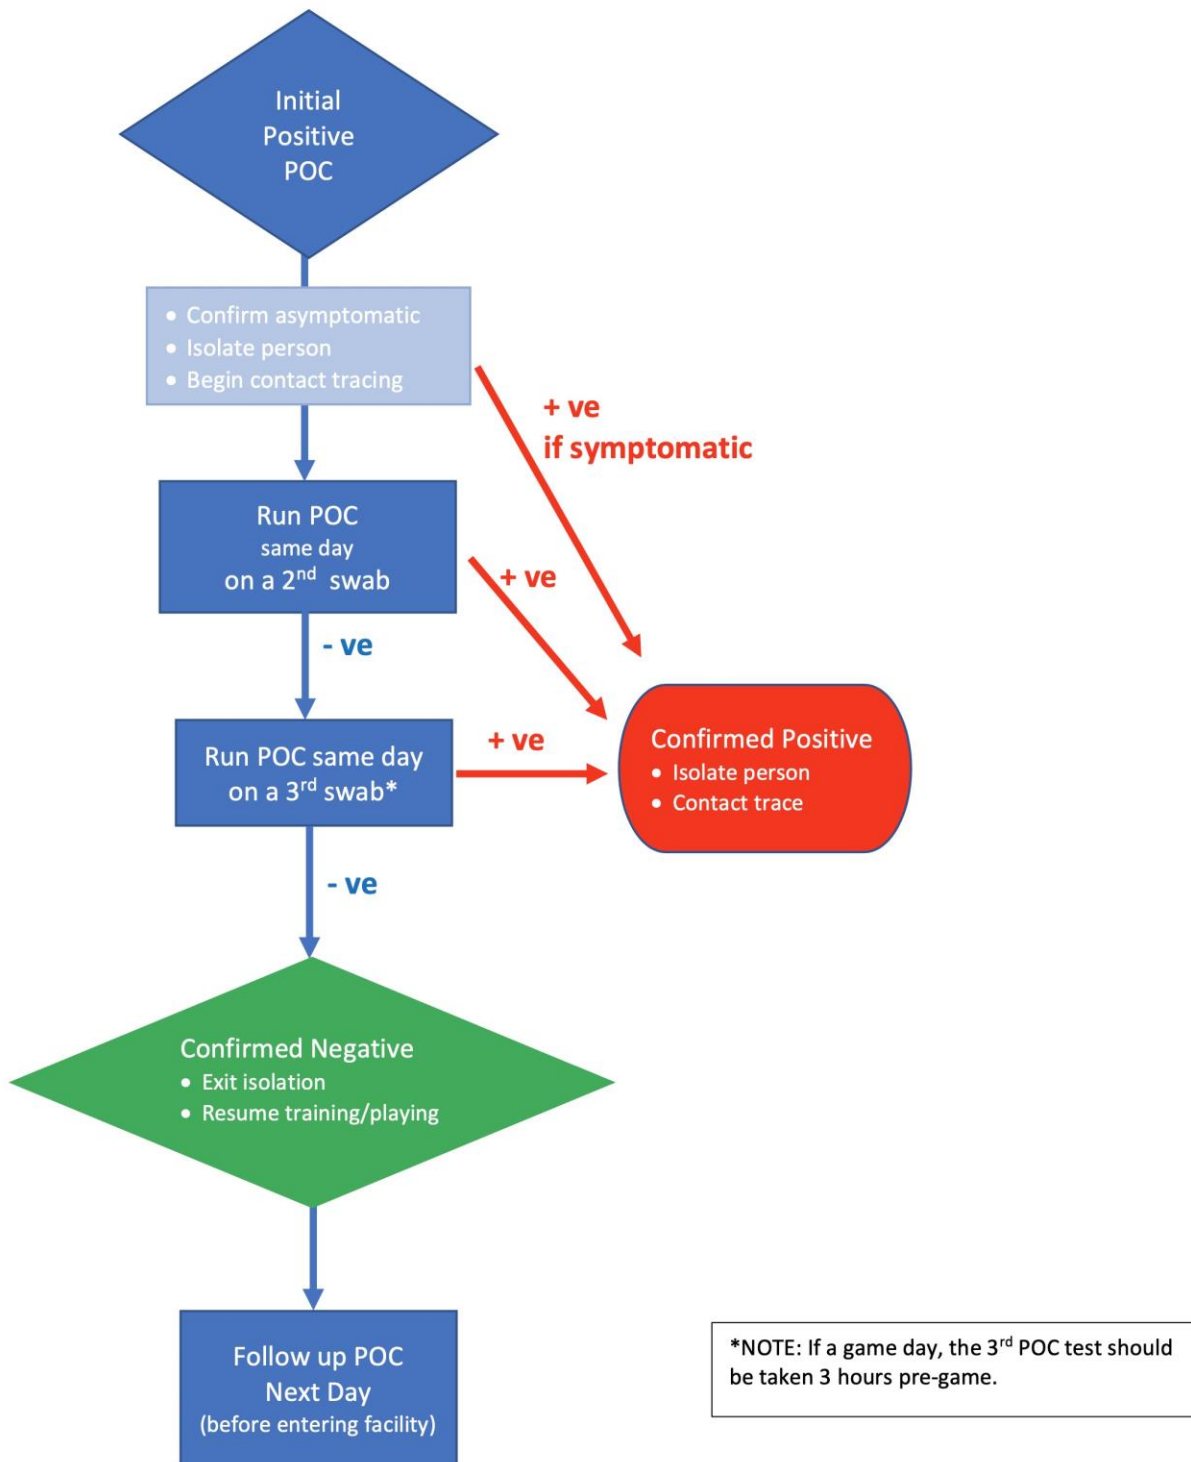 Initial
Positive
POC
• Confirm asymptomatic
• Isolate person
• Begin contact tracing
+ ve
if symptomatic
Run POC
same day
on a 2nd swab
+ ve
- ve
Run POC same day
on a 3rd swab*
+ ve
Confirmed Positive
• Isolate person
• Contact trace
- ve
Confirmed Negative
• Exit isolation
• Resume training/playing
Follow up POC
Next Day
(before entering facility)
*NOTE: If a game day, the 3rd POC test should
be taken 3 hours pre-game.